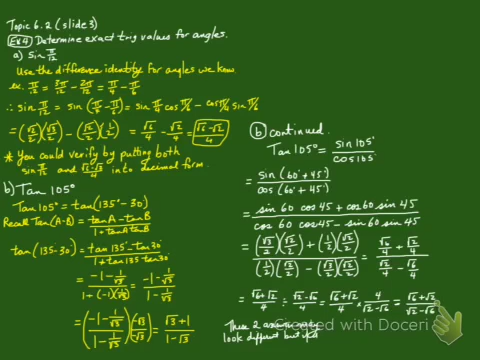 Topic 6.2 (slide 3)
Ex4 Determine exact trig values for angles.
a) sin π/12
Use the difference identity for angles we know
ex. π/12 = 3π/12 − 2π/12 = π/4 − π/6
∴ sin π/12 = sin (π/4 − π/6) = sin π/4 cos π/6 − cos π/4 sin π/6
= (√2/2)(√3/2) − (√2/2)(1/2) = √6/4 − √2/4 = (√6−√2)/4
* You could verify by putting both
sin π/12 and (√6−√2)/4 into decimal form.
b) Tan 105°
Tan 105° = tan(135° − 30)
Recall Tan(A−B) = (tanA − tanB)/(1 + tanA tanB)
tan(135−30) = (tan 135° − tan 30°)/(1 + tan 135 tan 30)
= (−1 − 1/√3)/(1 + (−1)(1/√3)) = (−1 − 1/√3)/(1 − 1/√3)
= ((−1 − 1/√3)/(1 − 1/√3))(−√3/−√3) = (√3+1)/(1−√3)
b) continued.
Tan 105° = sin 105°/cos 105°
= sin (60°+45°)/cos (60°+45°)
= (sin 60 cos 45 + cos 60 sin 45)/(cos 60 cos 45 − sin 60 sin 45)
= ((√3/2)(√2/2) + (1/2)(√2/2))/((1/2)(√2/2) − (√3/2)(√2/2)) = (√6/4 + √2/4)/(√2/4 − √6/4)
= (√6+√2)/4 ÷ (√2−√6)/4 = (√6+√2)/4 × 4/(√2−√6) = (√6+√2)/(√2−√6)
These 2
look different but
Created with Doceri